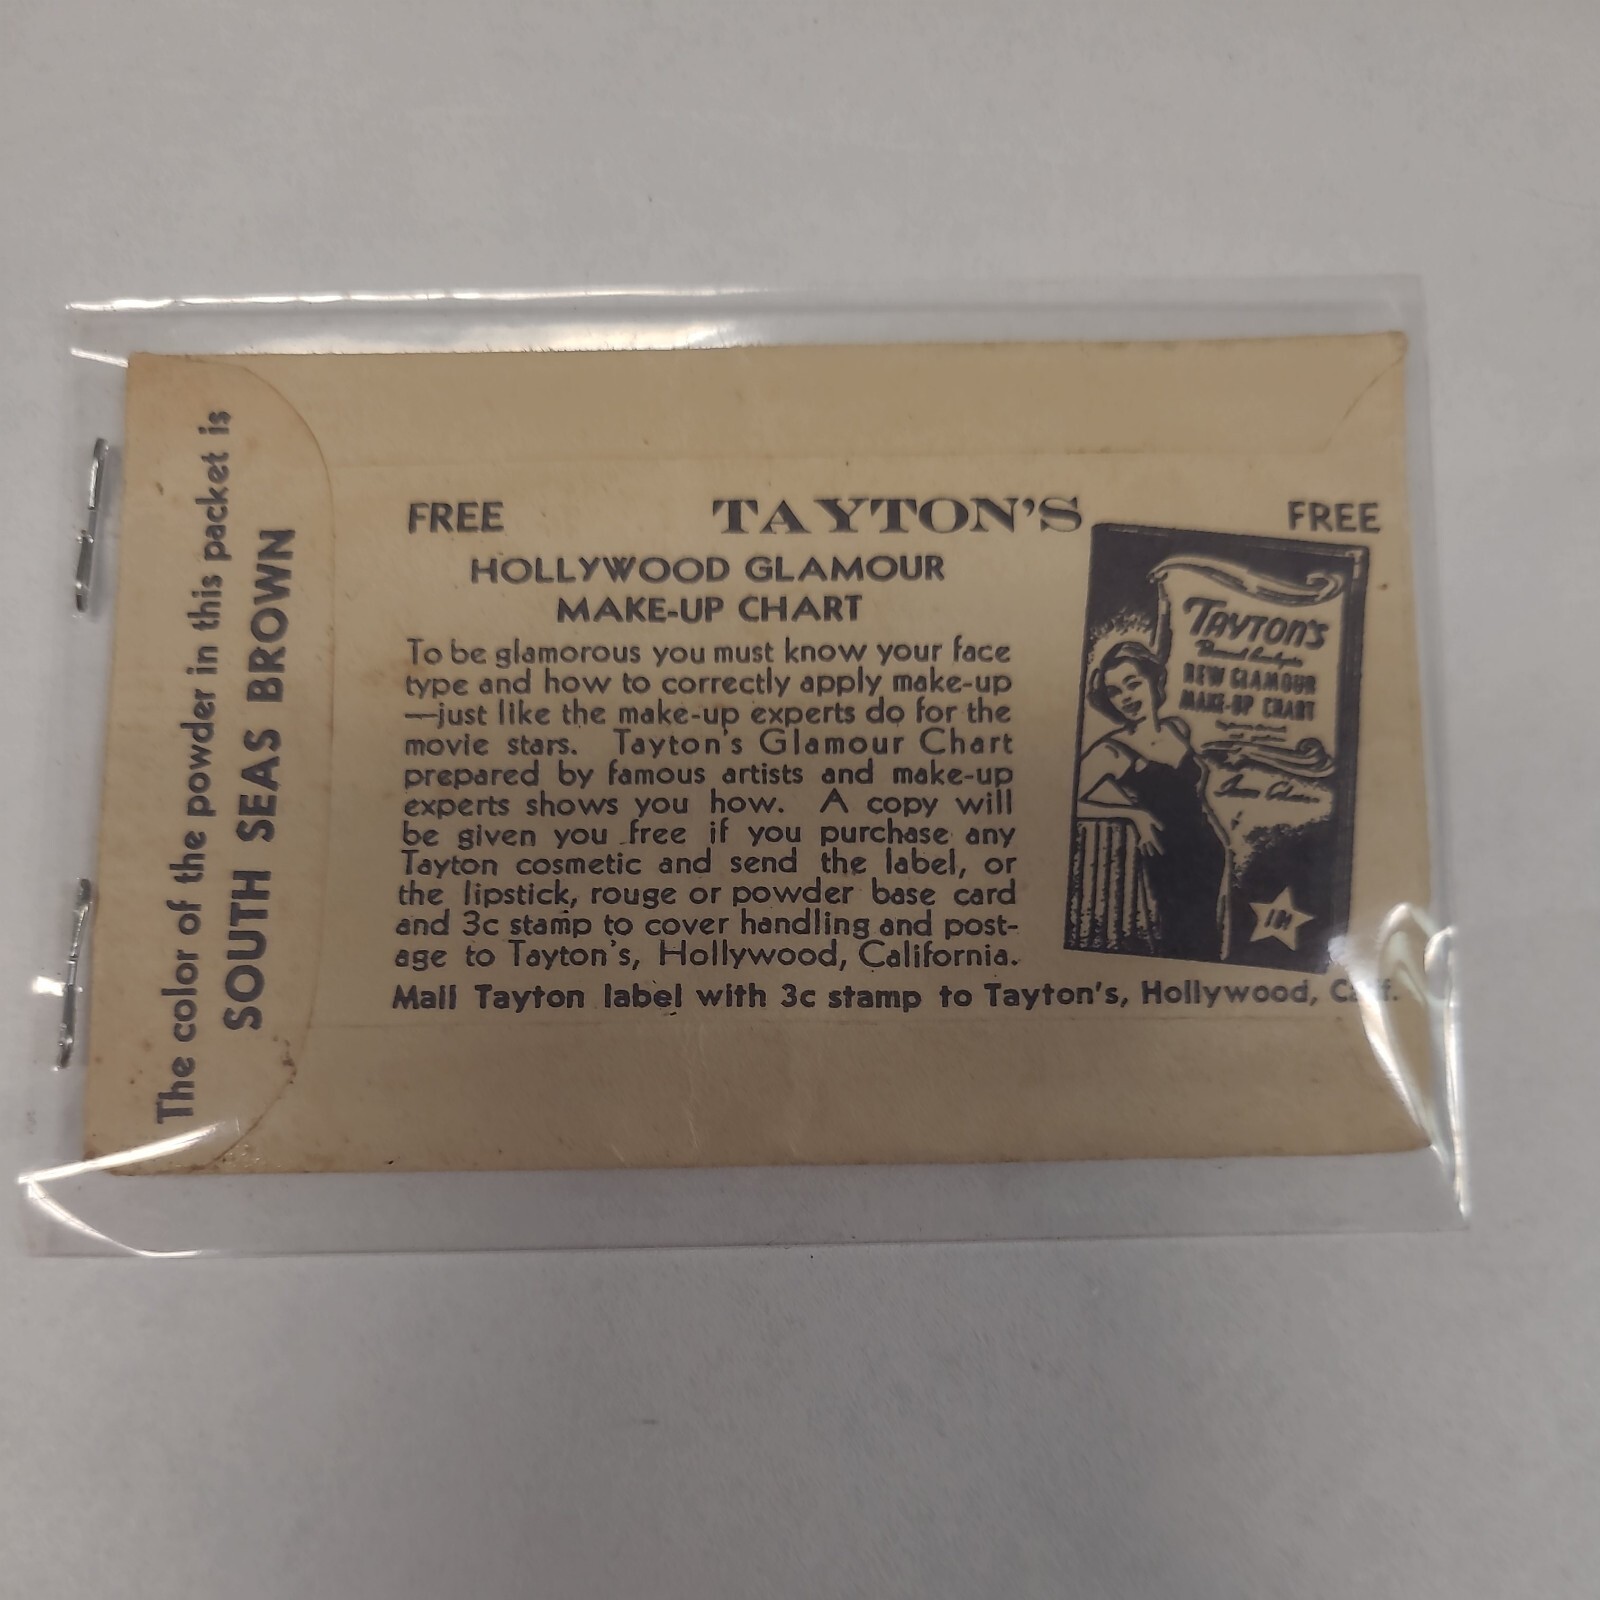 The color of the powder in this packet is
SOUTH SEAS BROWN
FREE TAYTON'S FREE
HOLLYWOOD GLAMOUR
MAKE-UP CHART
To be glamorous you must know your face
type and how to correctly apply make-up
—just like the make-up experts do for the
movie stars. Tayton's Glamour Chart
prepared by famous artists and make-up
experts shows you how. A copy will
be given you free if you purchase any
Tayton cosmetic and send the label, or
the lipstick, rouge or powder base card
and 3c stamp to cover handling and post-
age to Tayton's, Hollywood, California.
Mail Tayton label with 3c stamp to Tayton's, Hollywood, Calif.
TAYTON'S
NEW GLAMOUR
MAKE-UP CHART